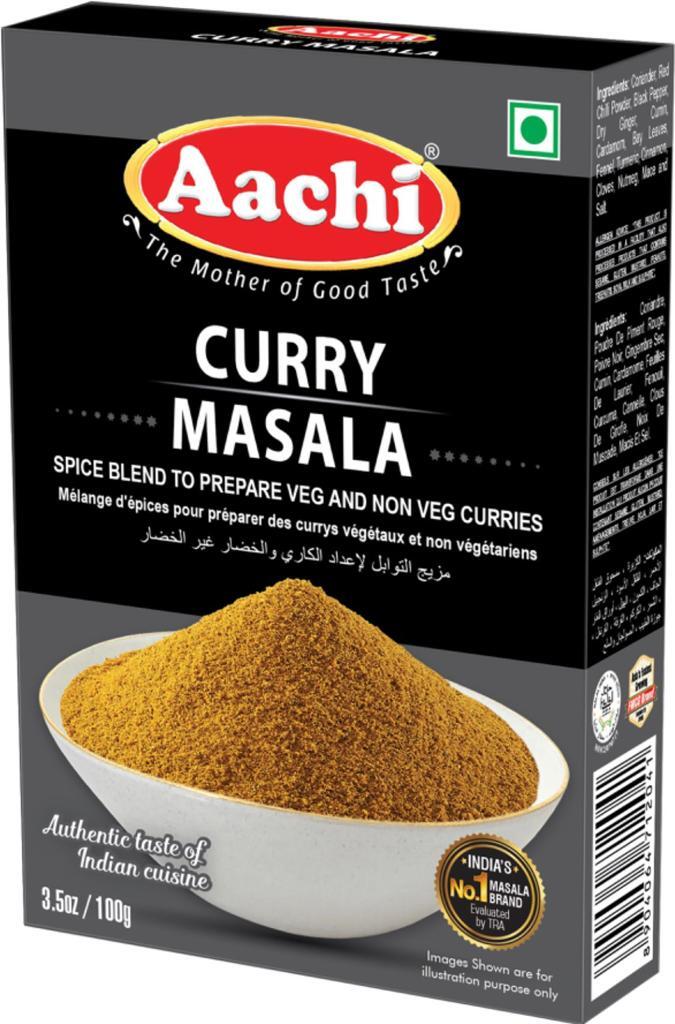 Aachi
CURRY MASALA
Aachi®
The Mother of Good Taste
CURRY
MASALA
SPICE BLEND TO PREPARE VEG AND NON VEG CURRIES
Mélange d'épices pour préparer des currys végétaux et non végétariens
مزيج التوابل لإعداد الكاري والخضار غير الخضار
Authentic taste of
Indian cuisine
3.5oz / 100g
INDIA'S
No.1 MASALA
BRAND
Evaluated
by TRA
Images Shown are for
illustration purpose only
Ingredients: Coriander, Red
Chilli Powder, Black Pepper,
Dry Ginger, Cumin,
Cardamom, Bay Leaves,
Fennel, Turmeric, Cinnamon,
Cloves, Nutmeg, Mace and
Salt.
Ingrédients: Coriandre,
Poudre De Piment Rouge,
Poivre Noir, Gingembre Sec,
Cumin, Cardamome, Feuilles
De Laurier, Fenouil,
Curcuma, Cannelle, Clous
De Girofle, Noix De
Muscade, Macis Et Sel.
8 904064 712041